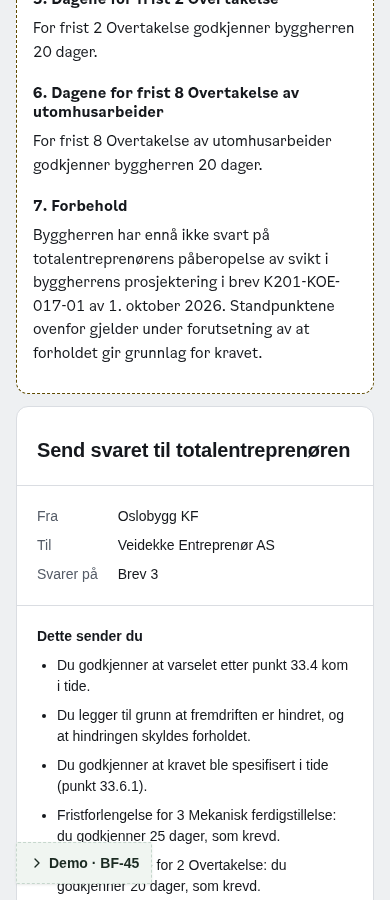 5. Dagene for frist 2 Overtakelse
For frist 2 Overtakelse godkjenner byggherren
20 dager.
6. Dagene for frist 8 Overtakelse av
utomhusarbeider
For frist 8 Overtakelse av utomhusarbeider
godkjenner byggherren 20 dager.
7. Forbehold
Byggherren har ennå ikke svart på
totalentreprenørens påberopelse av svikt i
byggherrens prosjektering i brev K201-KOE-
017-01 av 1. oktober 2026. Standpunktene
ovenfor gjelder under forutsetning av at
forholdet gir grunnlag for kravet.
Send svaret til totalentreprenøren
Fra Oslobygg KF
Til Veidekke Entreprenør AS
Svarer på Brev 3
Dette sender du
• Du godkjenner at varselet etter punkt 33.4 kom
i tide.
• Du legger til grunn at fremdriften er hindret, og
at hindringen skyldes forholdet.
• Du godkjenner at kravet ble spesifisert i tide
(punkt 33.6.1).
• Fristforlengelse for 3 Mekanisk ferdigstillelse:
du godkjenner 25 dager, som krevd.
for 2 Overtakelse: du
godkjenner 20 dager, som krevd.
Demo · BF-45